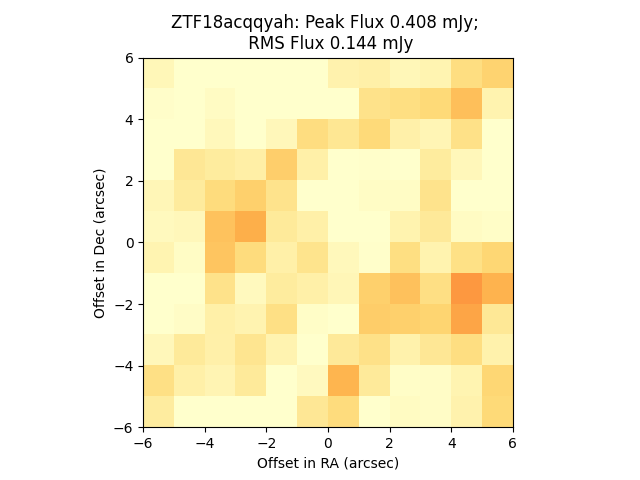 ZTF18acqqyah: Peak Flux 0.408 mJy;
RMS Flux 0.144 mJy
6
4
2
0
−2
−4
−6
Offset in Dec (arcsec)
−6 −4 −2 0 2 4 6
Offset in RA (arcsec)